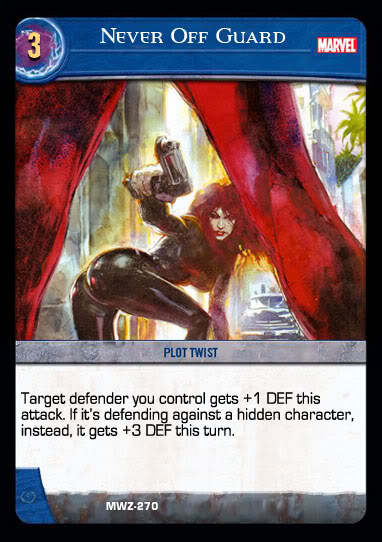 3
Never Off Guard
MARVEL
PLOT TWIST
Target defender you control gets +1 DEF this
attack. If it's defending against a hidden character,
instead, it gets +3 DEF this turn.
MWZ-270